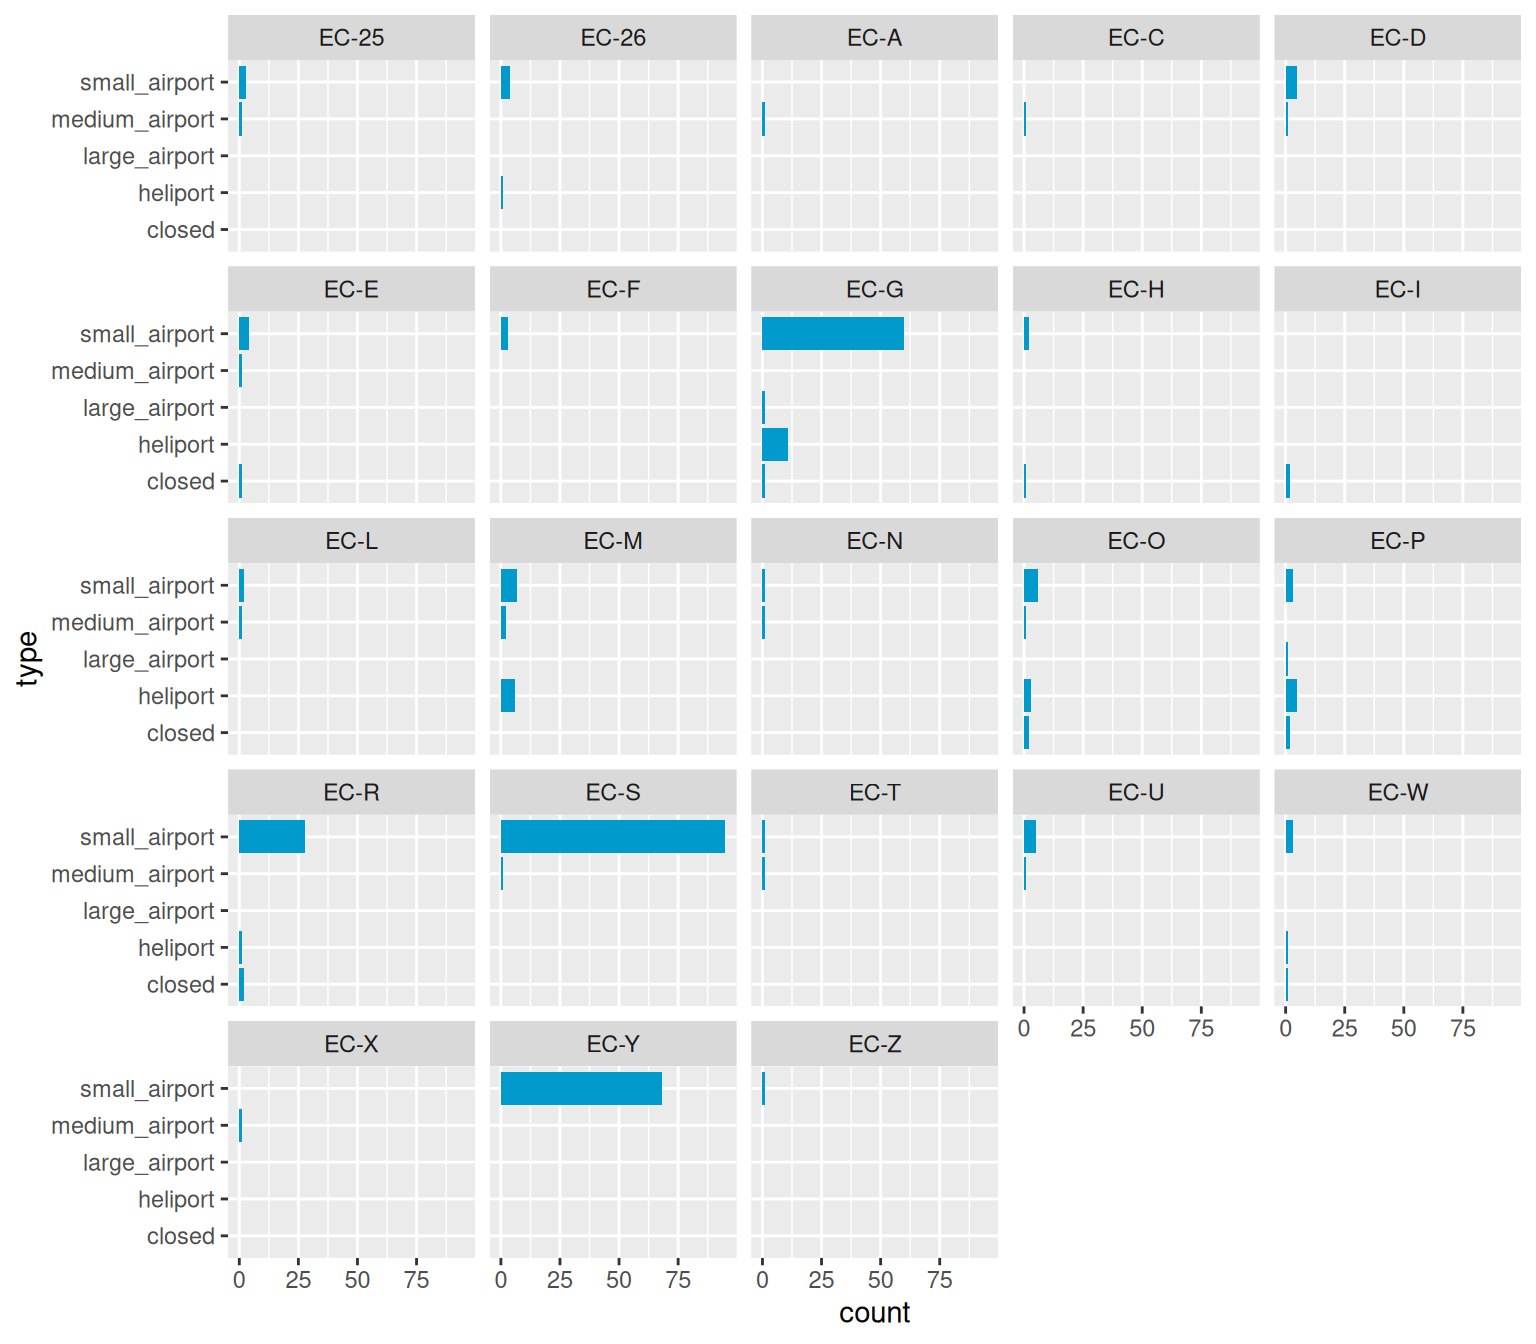 EC-25 EC-26 EC-A EC-C EC-D
small_airport
medium_airport
large_airport
heliport
closed
EC-E EC-F EC-G EC-H EC-I
small_airport
medium_airport
large_airport
heliport
closed
EC-L EC-M EC-N EC-O EC-P
small_airport
medium_airport
large_airport
heliport
closed
type
EC-R EC-S EC-T EC-U EC-W
small_airport
medium_airport
large_airport
heliport
closed
0 25 50 75 0 25 50 75
EC-X EC-Y EC-Z
small_airport
medium_airport
large_airport
heliport
closed
0 25 50 75 0 25 50 75 0 25 50 75
count